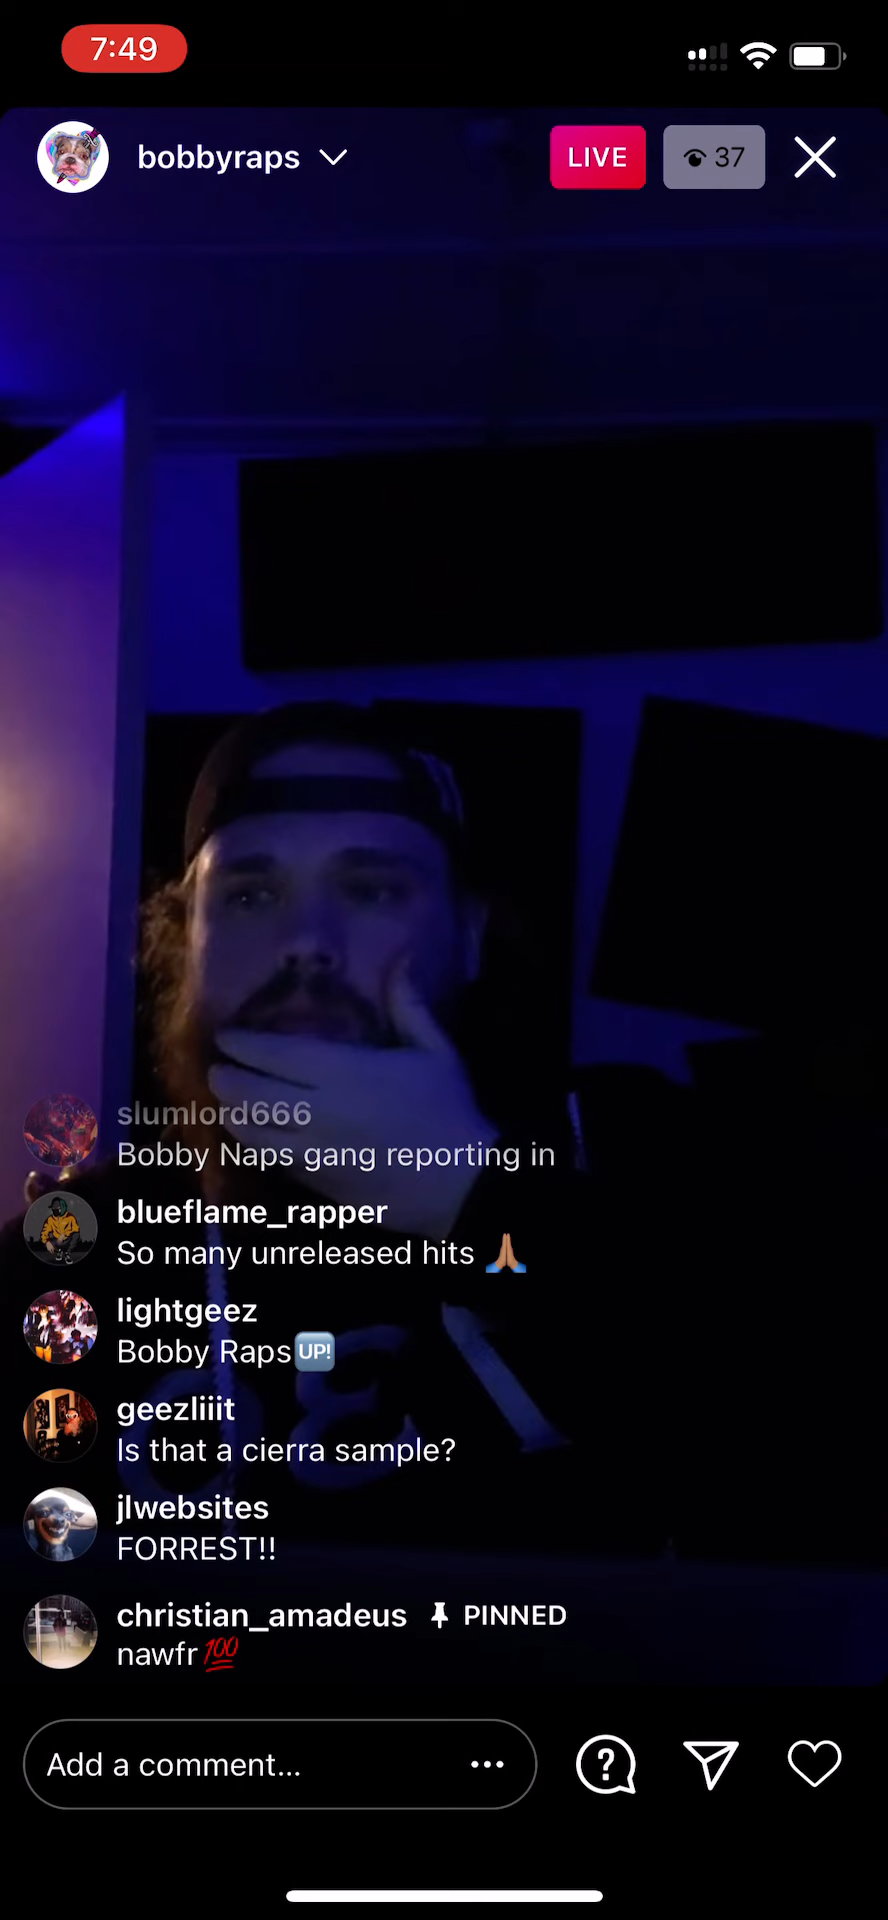 7:49
bobbyraps
LIVE
37
slumlord666
Bobby Naps gang reporting in
blueflame_rapper
So many unreleased hits 🙏🏽
lightgeez
Bobby Raps🆙
geezliiit
Is that a cierra sample?
jlwebsites
FORREST!!
christian_amadeus PINNED
nawfr💯
Add a comment...